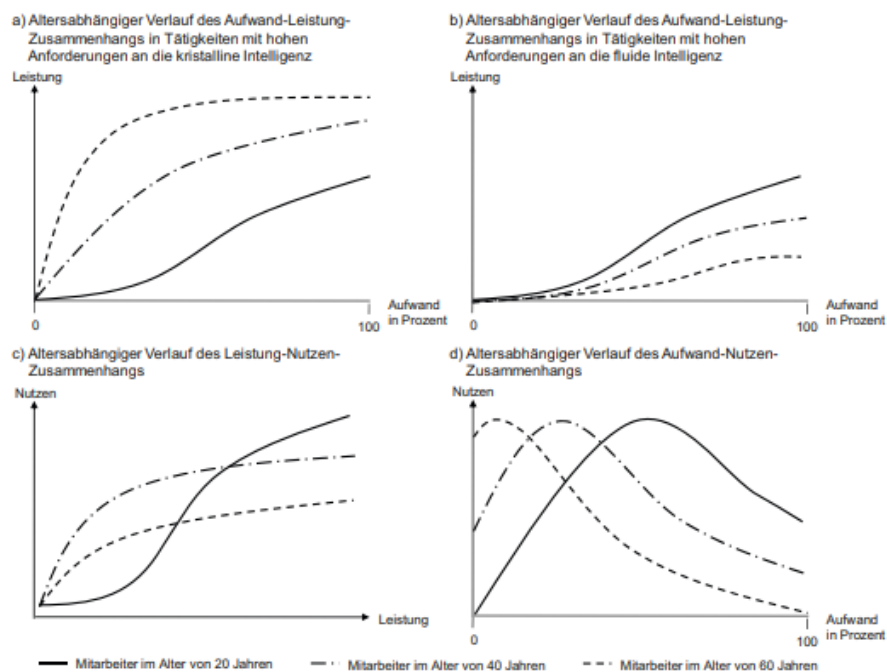 a) Altersabhängiger Verlauf des Aufwand-Leistung-
Zusammenhangs in Tätigkeiten mit hohen
Anforderungen an die kristalline Intelligenz
Leistung
0
100
Aufwand
in Prozent
b) Altersabhängiger Verlauf des Aufwand-Leistung-
Zusammenhangs in Tätigkeiten mit hohen
Anforderungen an die fluide Intelligenz
Leistung
0
100
Aufwand
in Prozent
c) Altersabhängiger Verlauf des Leistung-Nutzen-
Zusammenhangs
Nutzen
Leistung
d) Altersabhängiger Verlauf des Aufwand-Nutzen-
Zusammenhangs
Nutzen
0
100
Aufwand
in Prozent
Mitarbeiter im Alter von 20 Jahren
Mitarbeiter im Alter von 40 Jahren
Mitarbeiter im Alter von 60 Jahren